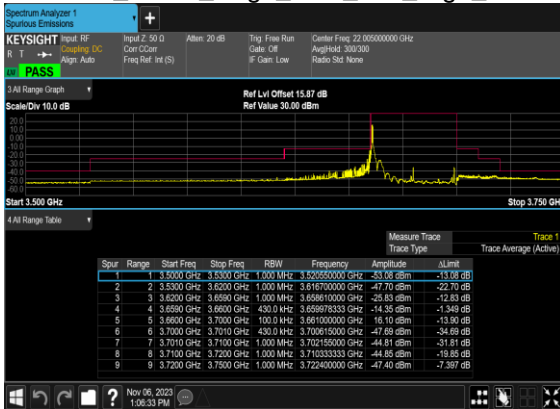 Spectrum Analyzer 1
Spurious Emissions
+
KEYSIGHT Input: RF Input Z: 50 Ω Atten: 20 dB Trig: Free Run Center Freq: 22.005000000 GHz
R T Coupling: DC Corr CCorr Gate: Off Avg|Hold: 300/300
Align: Auto Freq Ref: Int (S) IF Gain: Low Radio Std: None
PASS
3 All Range Graph
Ref Lvl Offset 15.87 dB
Scale/Div 10.0 dB Ref Value 30.00 dBm
20.0
10.0
0.00
-10.0
-20.0
-30.0
-40.0
-50.0
-60.0
Start 3.500 GHz Stop 3.750 GH
4 All Range Table
Measure Trace Trace 1
Trace Type Trace Average (Active)
Spur Range Start Freq Stop Freq RBW Frequency Amplitude ΔLimit
1 1 3.5000 GHz 3.5300 GHz 1.000 MHz 3.520550000 GHz -53.08 dBm -13.08 dB
2 2 3.5300 GHz 3.6200 GHz 1.000 MHz 3.616700000 GHz -47.70 dBm -22.70 dB
3 3 3.6200 GHz 3.6590 GHz 1.000 MHz 3.658610000 GHz -25.83 dBm -12.83 dB
4 4 3.6590 GHz 3.6600 GHz 430.0 kHz 3.659978333 GHz -14.35 dBm -1.349 dB
5 5 3.6600 GHz 3.7000 GHz 100.0 kHz 3.661000000 GHz 16.10 dBm -13.90 dB
6 6 3.7000 GHz 3.7010 GHz 430.0 kHz 3.700615000 GHz -47.69 dBm -34.69 dB
7 7 3.7010 GHz 3.7100 GHz 1.000 MHz 3.702155000 GHz -44.81 dBm -31.81 dB
8 8 3.7100 GHz 3.7200 GHz 1.000 MHz 3.710333333 GHz -44.85 dBm -19.85 dB
9 9 3.7200 GHz 3.7500 GHz 1.000 MHz 3.722400000 GHz -47.40 dBm -7.397 dB
? Nov 06, 2023
1:06:33 PM